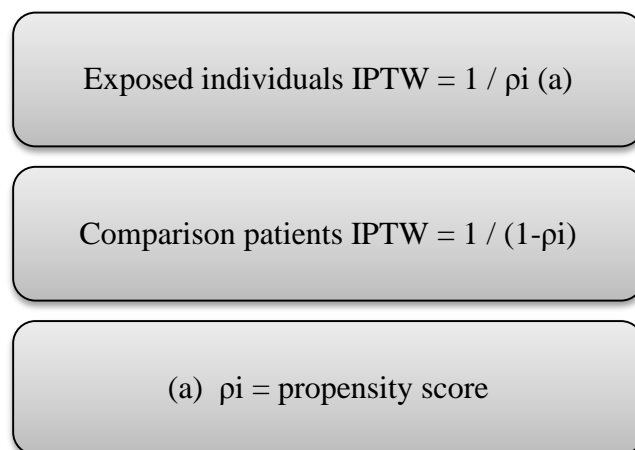 Exposed individuals IPTW = 1 / ρi (a)
Comparison patients IPTW = 1 / (1-ρi)
(a) ρi = propensity score